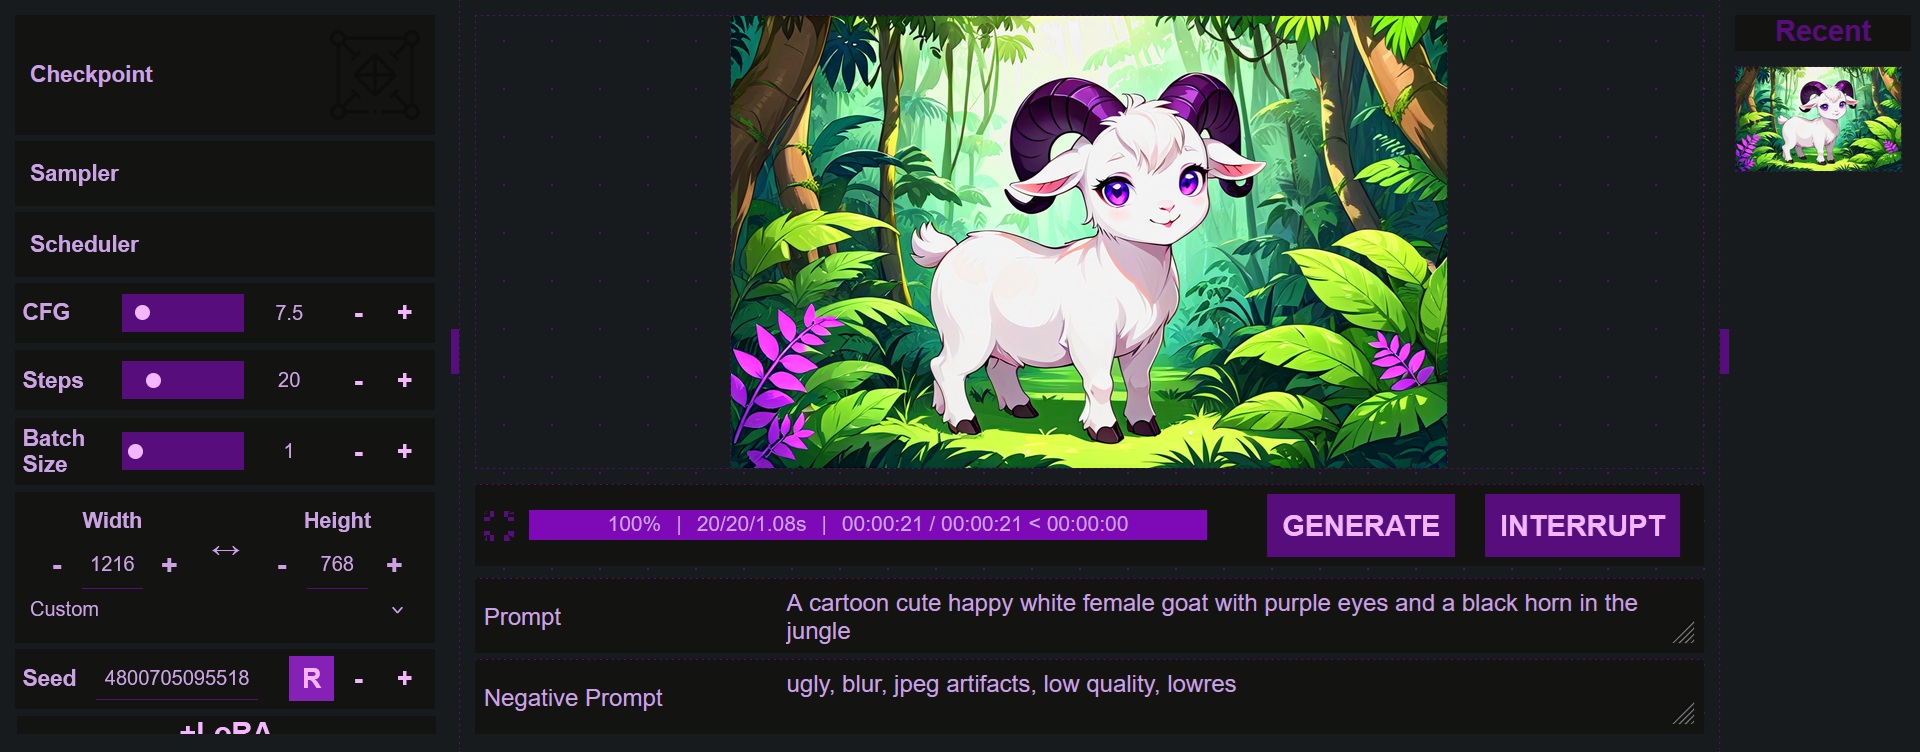 Checkpoint
Sampler
Scheduler
CFG 7.5 - +
Steps 20 - +
Batch
Size 1 - +
Width Height
- 1216 + ↔ - 768 +
Custom
Seed 4800705095518 R - +
+LoRA
100% | 20/20/1.08s | 00:00:21 / 00:00:21 < 00:00:00
GENERATE INTERRUPT
Prompt
A cartoon cute happy white female goat with purple eyes and a black horn in the
jungle
Negative Prompt
ugly, blur, jpeg artifacts, low quality, lowres
Recent